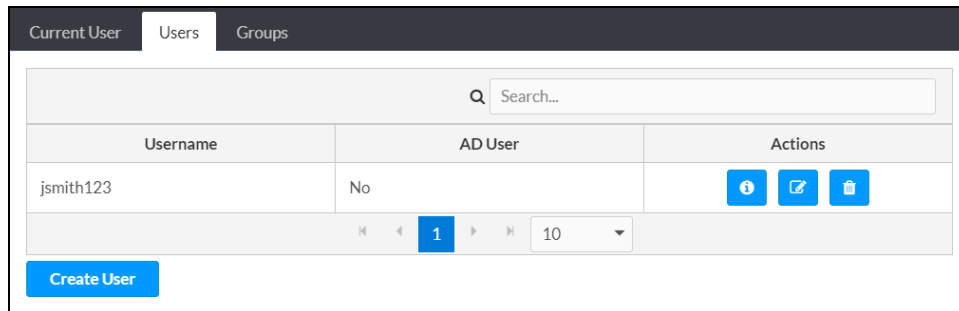 Current User Users Groups
Search...
Username AD User Actions
jsmith123 No
1 10
Create User